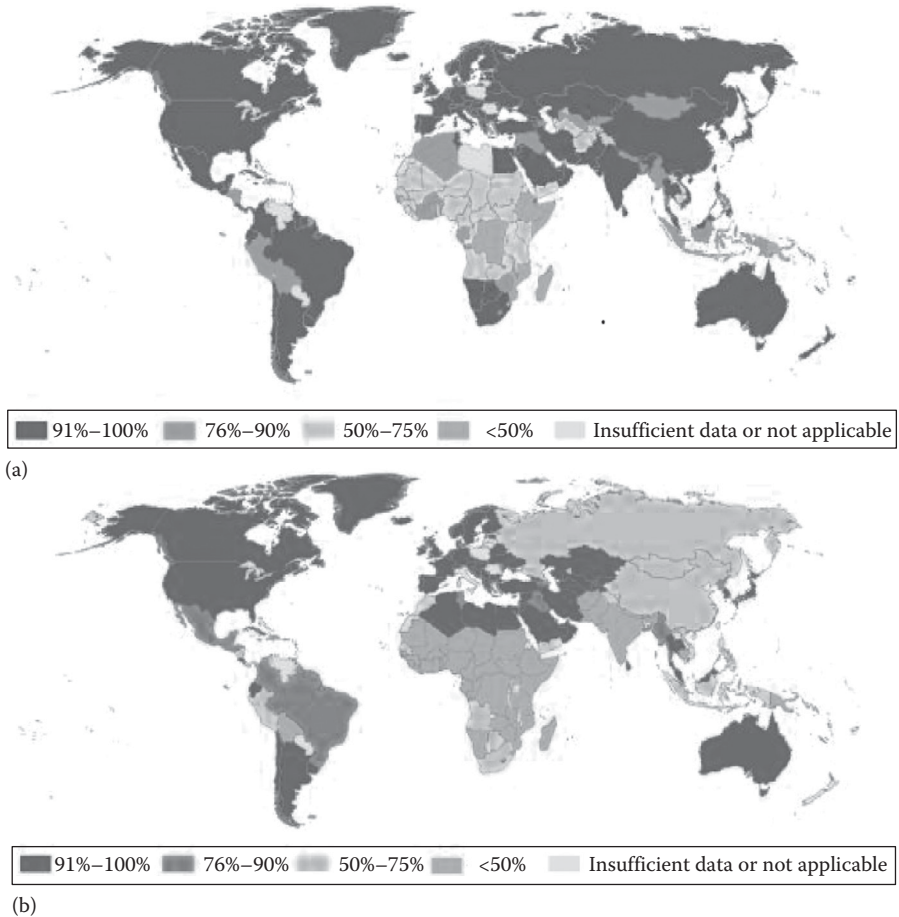 91%–100% 76%–90% 50%–75% <50% Insufficient data or not applicable
(a)
91%–100% 76%–90% 50%–75% <50% Insufficient data or not applicable
(b)